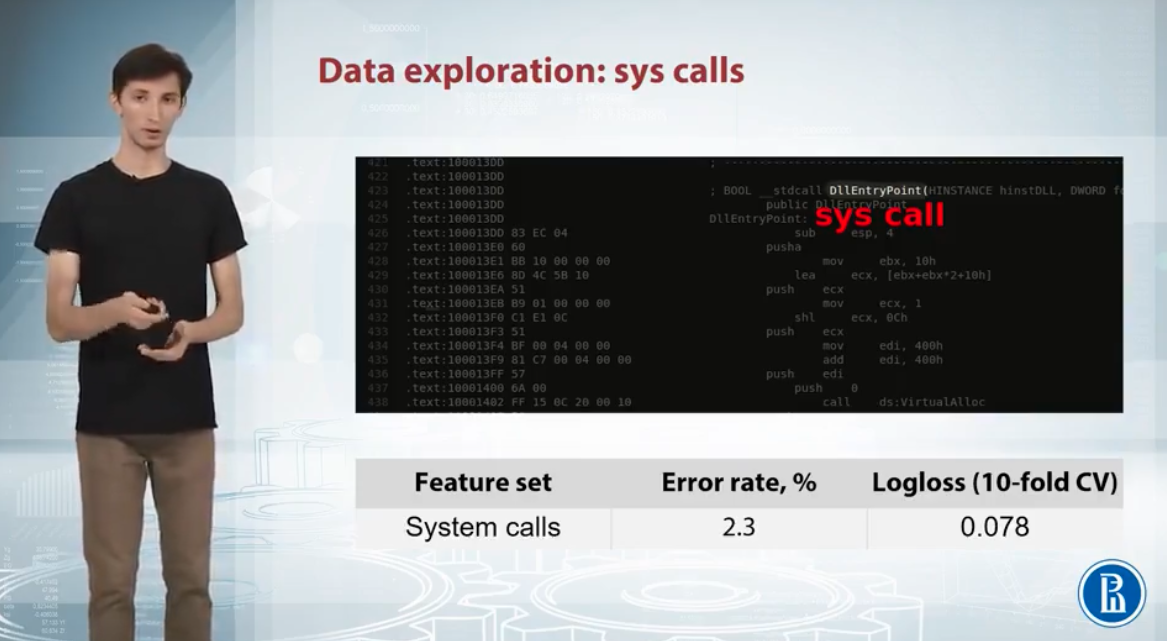 Data exploration: sys calls
421 .text:100013DD ; ----------------------------------------
422 .text:100013DD
423 .text:100013DD ; BOOL __stdcall DllEntryPoint(HINSTANCE hinstDLL, DWORD
424 .text:100013DD public DllEntryPoint
425 .text:100013DD DllEntryPoint:
sys call
426 .text:100013DD 83 EC 04 sub esp, 4
427 .text:100013E0 60 pusha
428 .text:100013E1 BB 10 00 00 00 mov ebx, 10h
429 .text:100013E6 8D 4C 5B 10 lea ecx, [ebx+ebx*2+10h]
430 .text:100013EA 51 push ecx
431 .text:100013EB B9 01 00 00 00 mov ecx, 1
432 .text:100013F0 C1 E1 0C shl ecx, 0Ch
433 .text:100013F3 51 push ecx
434 .text:100013F4 BF 00 04 00 00 mov edi, 400h
435 .text:100013F9 81 C7 00 04 00 00 add edi, 400h
436 .text:100013FF 57 push edi
437 .text:10001400 6A 00 push 0
438 .text:10001402 FF 15 0C 20 00 10 call ds:VirtualAlloc
Feature set Error rate, % Logloss (10-fold CV)
System calls 2.3 0.078